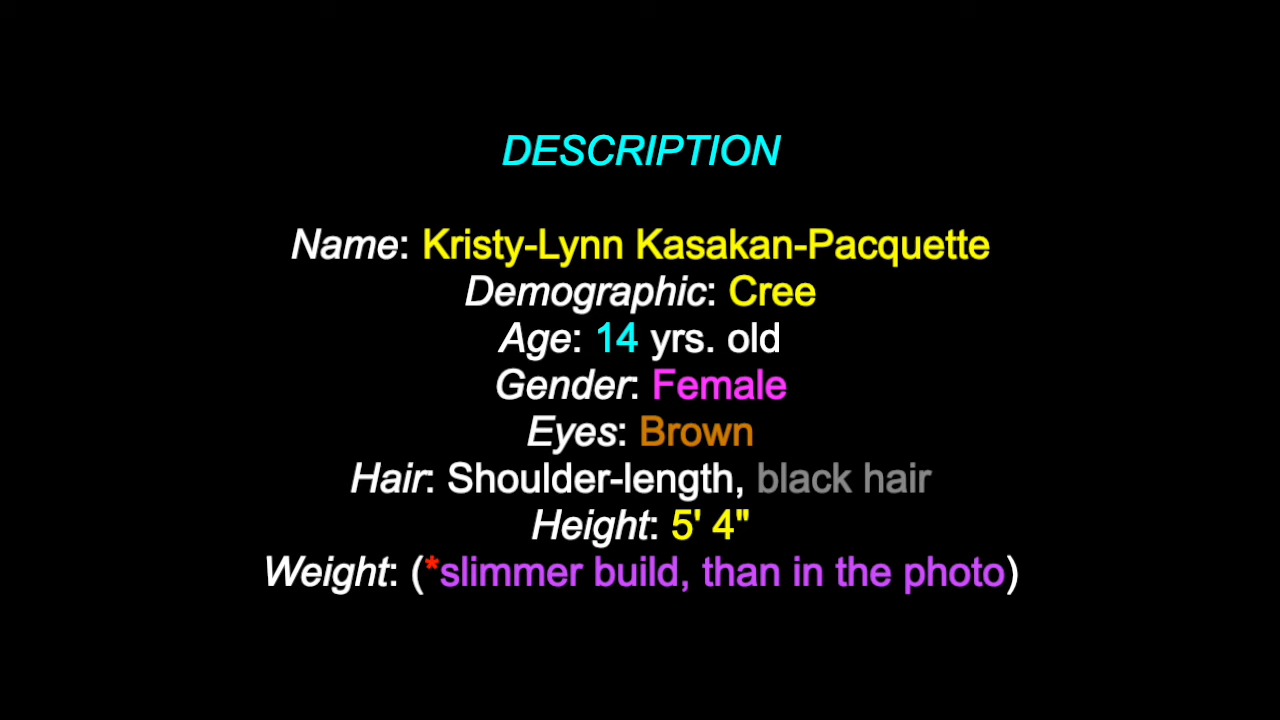 DESCRIPTION
Name: Kristy-Lynn Kasakan-Pacquette
Demographic: Cree
Age: 14 yrs. old
Gender: Female
Eyes: Brown
Hair: Shoulder-length, black hair
Height: 5' 4"
Weight: (*slimmer build, than in the photo)